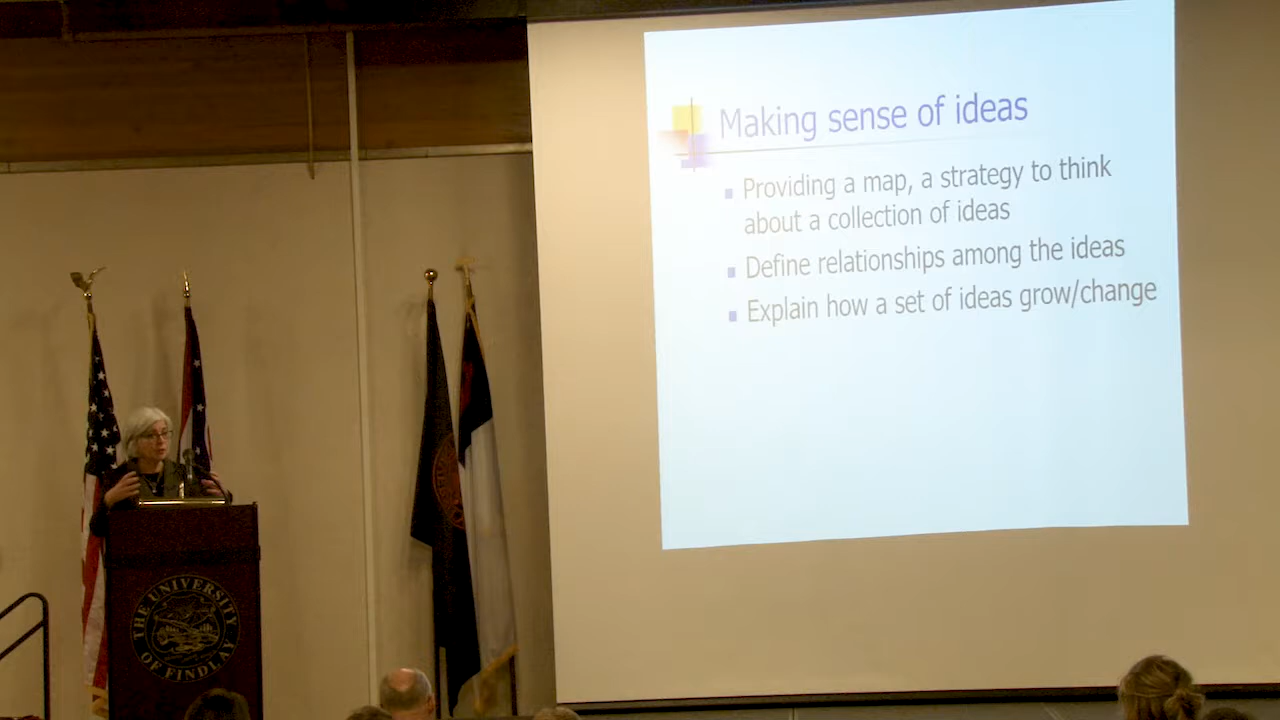 Making sense of ideas
Providing a map, a strategy to think
about a collection of ideas
Define relationships among the ideas
Explain how a set of ideas grow/change
THE UNIVERSITY
OF FINDLAY